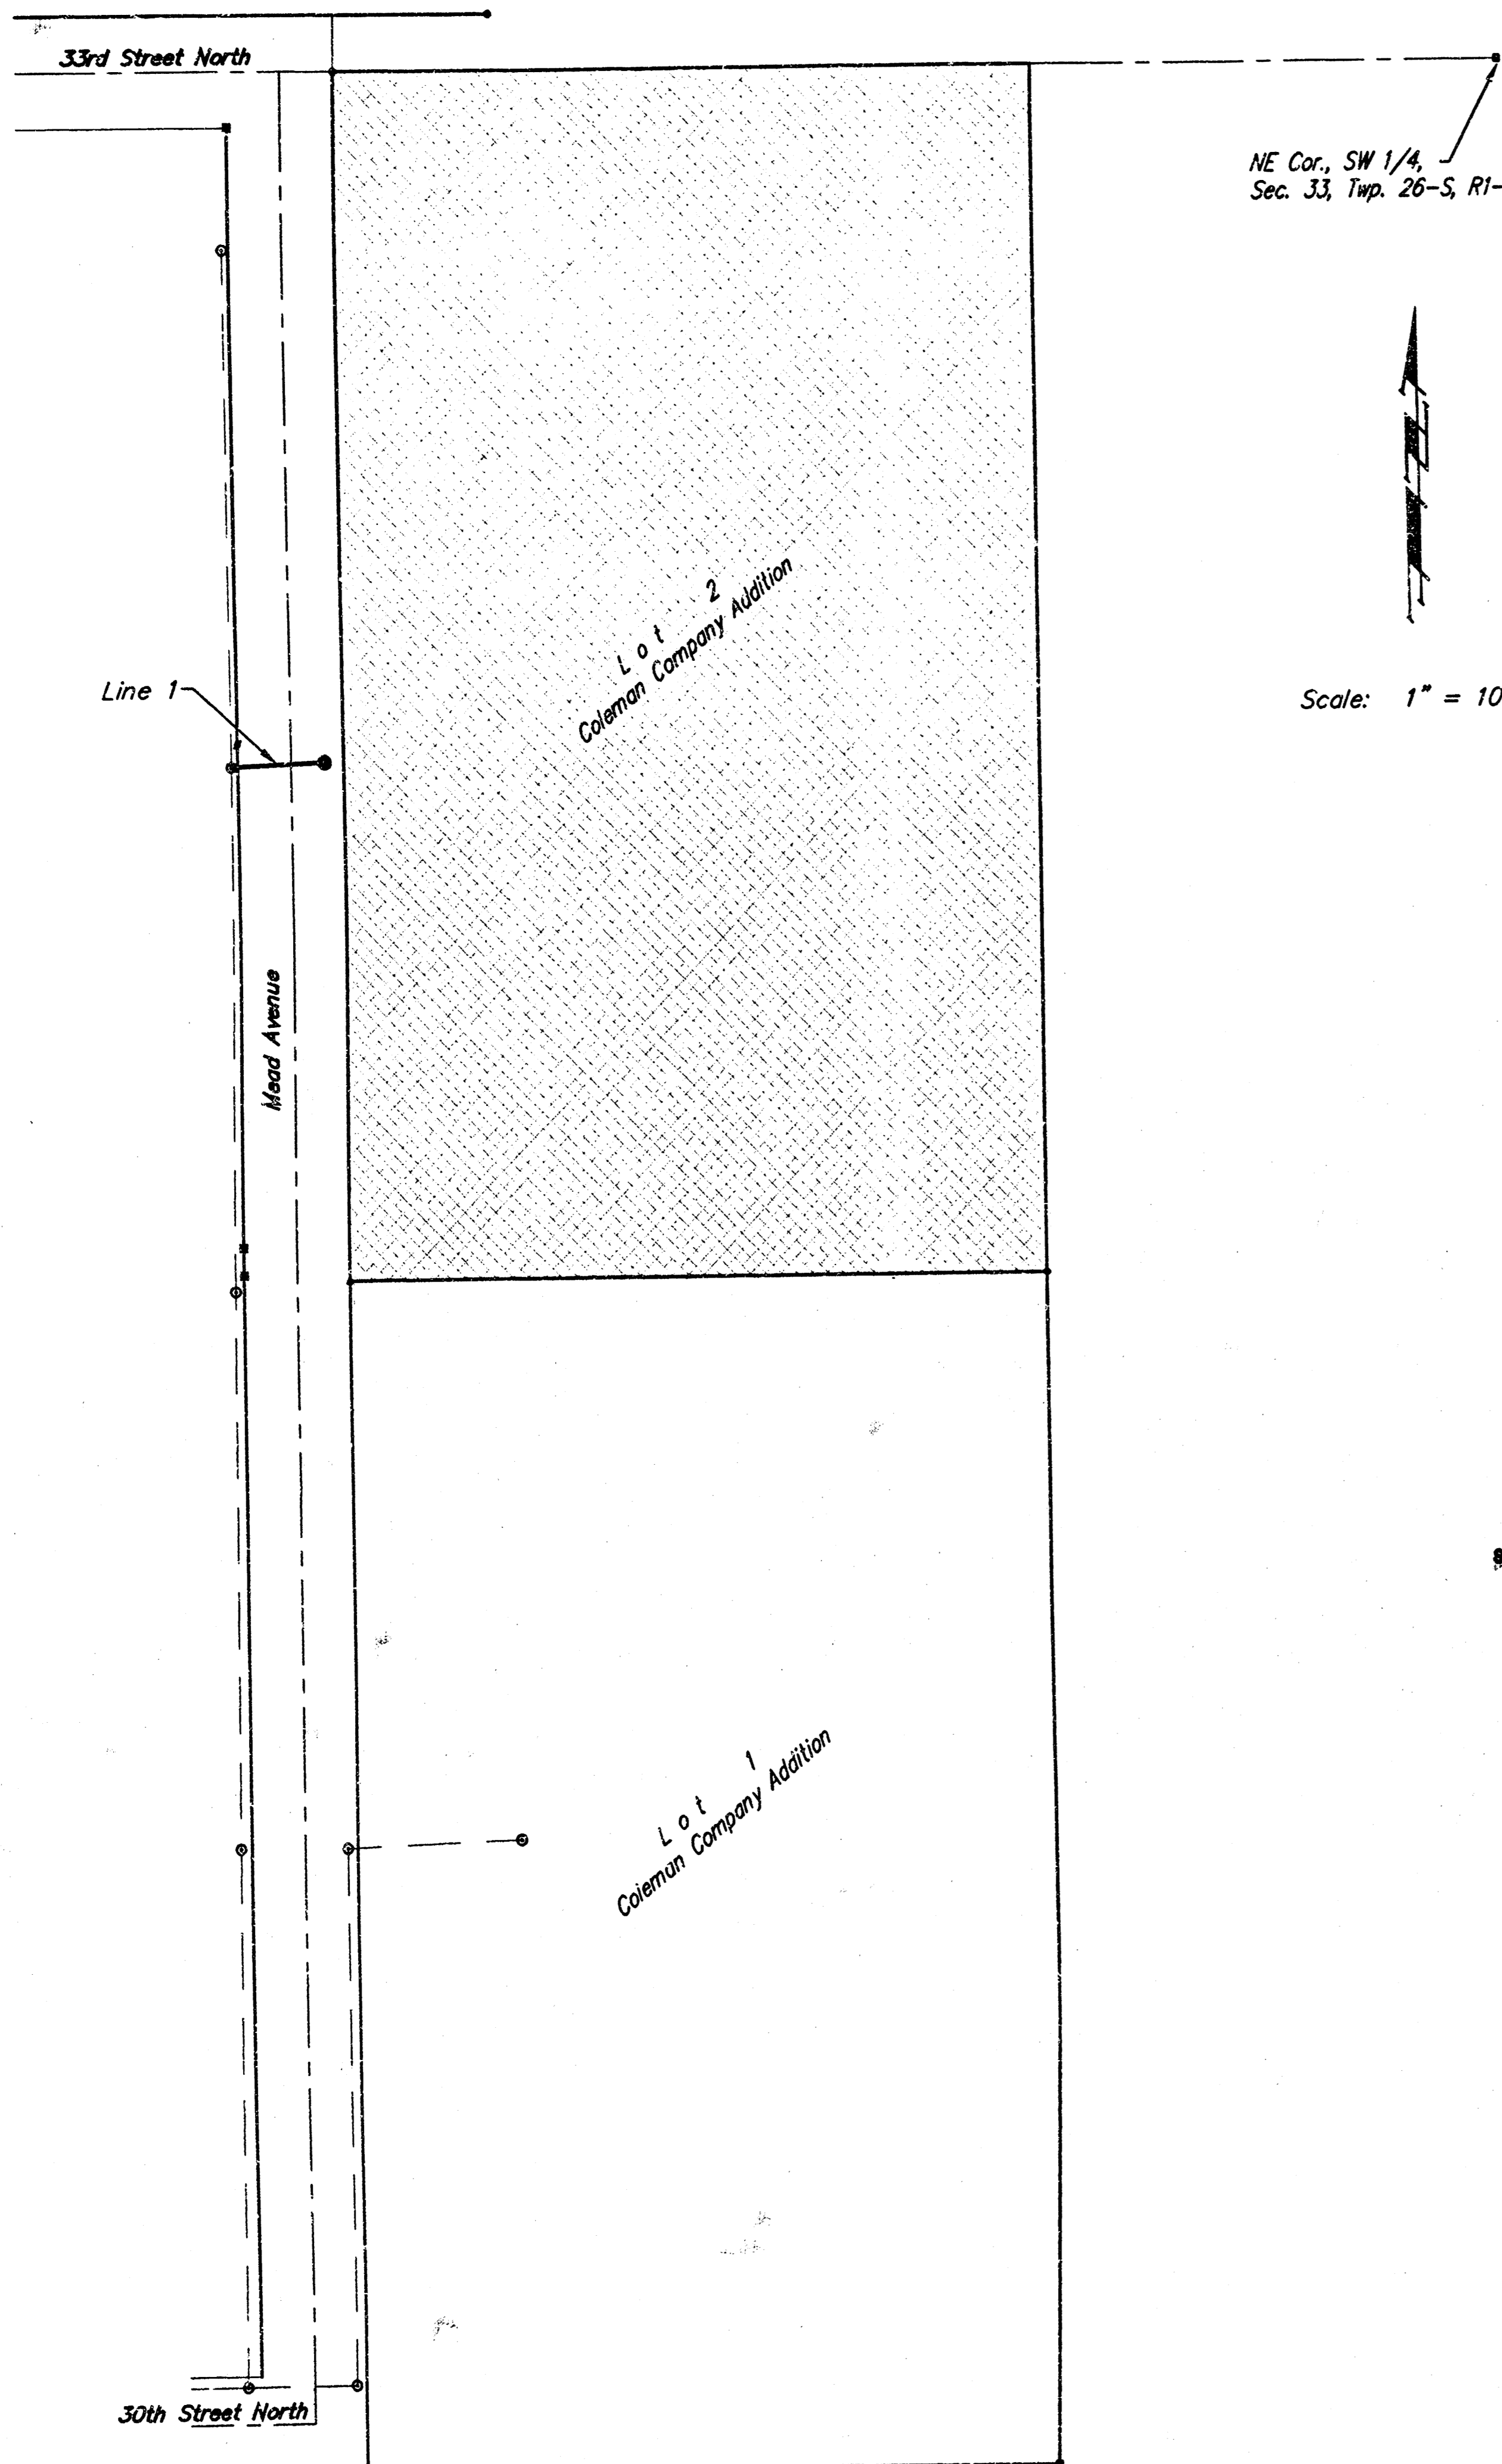 33rd Street North
NE Cor., SW 1/4,
Sec. 33, Twp. 26-S, R1-
Lot 2
Coleman Company Addition
Line 1
Scale: 1" = 10
Mead Avenue
Lot 1
Coleman Company Addition
30th Street North